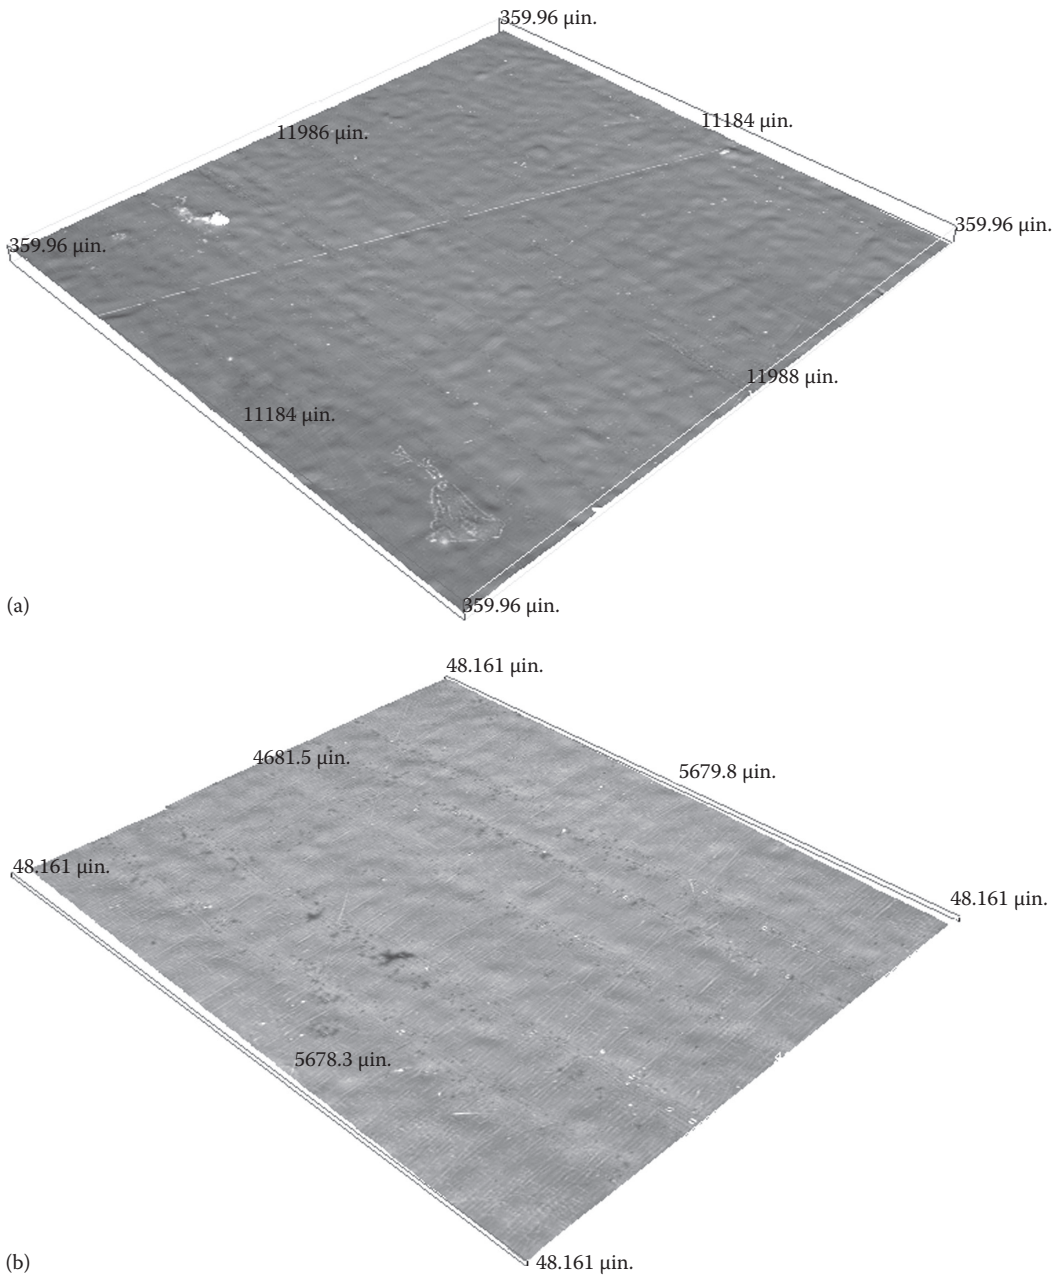 359.96 µin.
11184 µin.
11986 µin.
359.96 µin.
359.96 µin.
11988 µin.
11184 µin.
(a)
359.96 µin.
48.161 µin.
4681.5 µin.
5679.8 µin.
48.161 µin.
48.161 µin.
5678.3 µin.
(b)
48.161 µin.